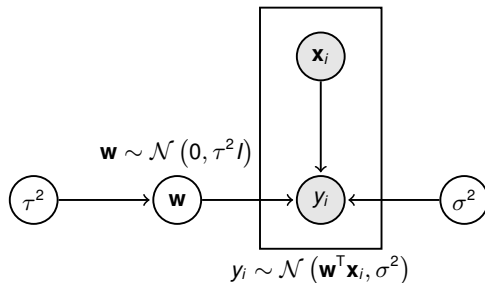 𝐱ᵢ
𝐰 ∼ 𝒩 (0, τ²I)
τ²
𝐰
yᵢ
σ²
yᵢ ∼ 𝒩 (𝐰ᵀ𝐱ᵢ, σ²)